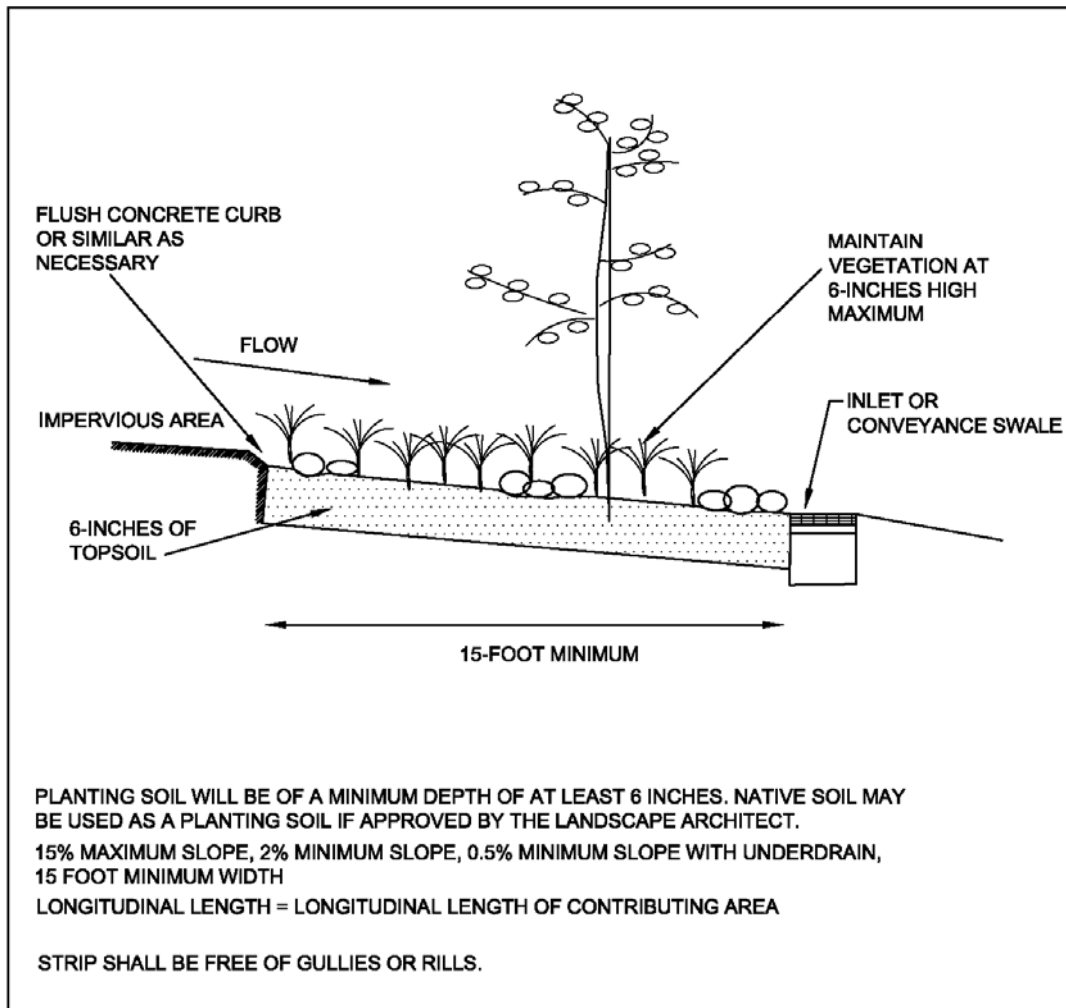 FLUSH CONCRETE CURB
OR SIMILAR AS
NECESSARY
MAINTAIN
VEGETATION AT
6-INCHES HIGH
MAXIMUM
FLOW
IMPERVIOUS AREA
INLET OR
CONVEYANCE SWALE
6-INCHES OF
TOPSOIL
15-FOOT MINIMUM
PLANTING SOIL WILL BE OF A MINIMUM DEPTH OF AT LEAST 6 INCHES. NATIVE SOIL MAY
BE USED AS A PLANTING SOIL IF APPROVED BY THE LANDSCAPE ARCHITECT.
15% MAXIMUM SLOPE, 2% MINIMUM SLOPE, 0.5% MINIMUM SLOPE WITH UNDERDRAIN,
15 FOOT MINIMUM WIDTH
LONGITUDINAL LENGTH = LONGITUDINAL LENGTH OF CONTRIBUTING AREA
STRIP SHALL BE FREE OF GULLIES OR RILLS.